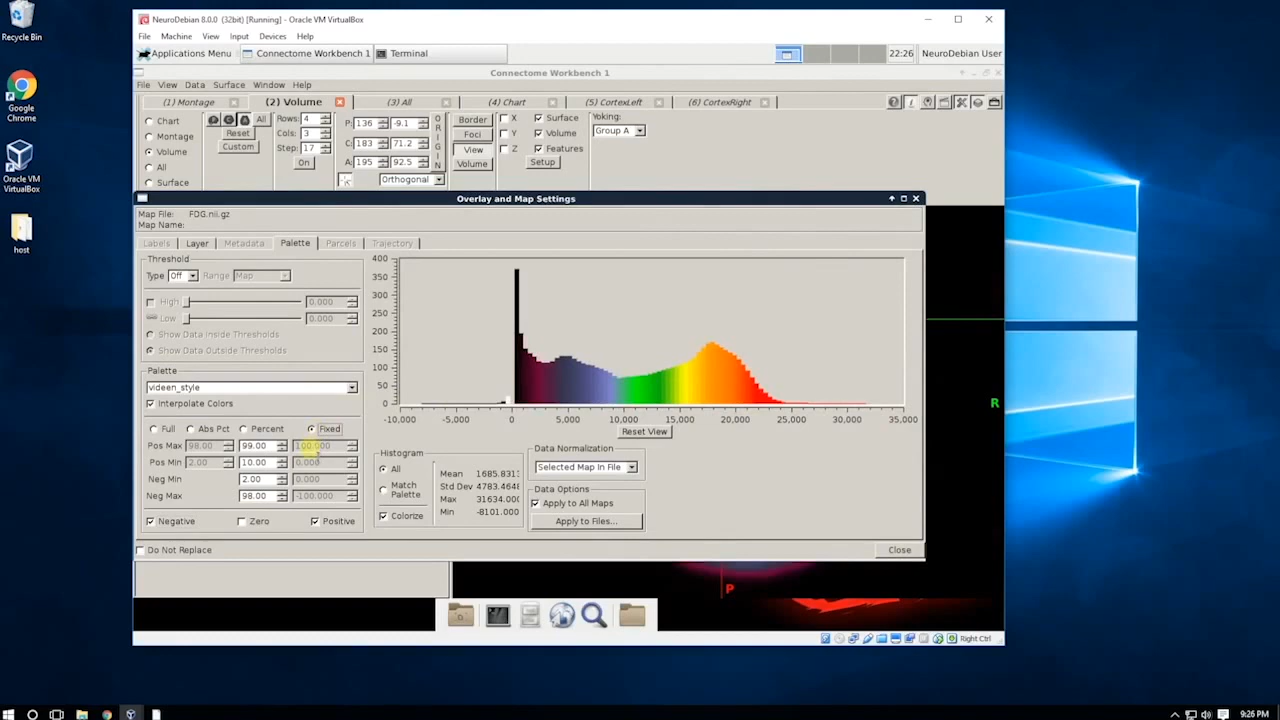 NeuroDebian 8.0.0 (32bit) [Running] - Oracle VM VirtualBox
File Machine View Input Devices Help
Recycle Bin
Applications Menu Connectome Workbench 1 Terminal 22:26 NeuroDebian User
Connectome Workbench 1
File View Data Surface Window Help
(1) Montage (2) Volume (3) All (4) Chart (5) CortexLeft (6) CortexRight
Google
Chrome
Chart All Rows: 4 P: 136 -9.1 ORIGIN Border X Surface Yoking:
Montage Reset Cols: 3 C: 183 71.2 Foci Y Volume Group A
Volume Custom Step: 17 A: 195 92.5 View Z Features
All On Volume Setup
Surface Orthogonal
Oracle VM
VirtualBox
host
Overlay and Map Settings
Map File: FDG.nii.gz
Map Name:
Labels Layer Metadata Palette Parcels Trajectory
Threshold
Type Off Range Map
High 0.000
Low 0.000
Show Data Inside Thresholds
Show Data Outside Thresholds
Palette
videen_style
Interpolate Colors
Full Abs Pct Percent Fixed
Pos Max 98.00 99.00 100.000
Pos Min 2.00 10.00 0.000
Neg Min 2.00 0.000
Neg Max 98.00 -100.000
Negative Zero Positive
Do Not Replace
400
350
300
250
200
150
100
50
0
-10,000 -5,000 0 5,000 10,000 15,000 20,000 25,000 30,000 35,000
Reset View
Histogram
All
Match
Palette
Colorize
Mean 1685.831
Std Dev 4783.464
Max 31634.000
Min -8101.000
Data Normalization
Selected Map In File
Data Options
Apply to All Maps
Apply to Files...
Close
R
P
Right Ctrl
9:26 PM